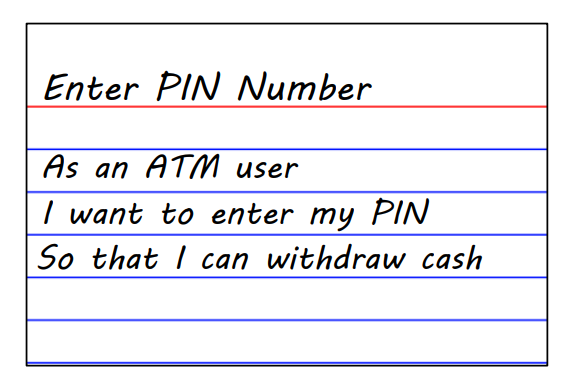 Enter PIN Number
As an ATM user
I want to enter my PIN
So that I can withdraw cash